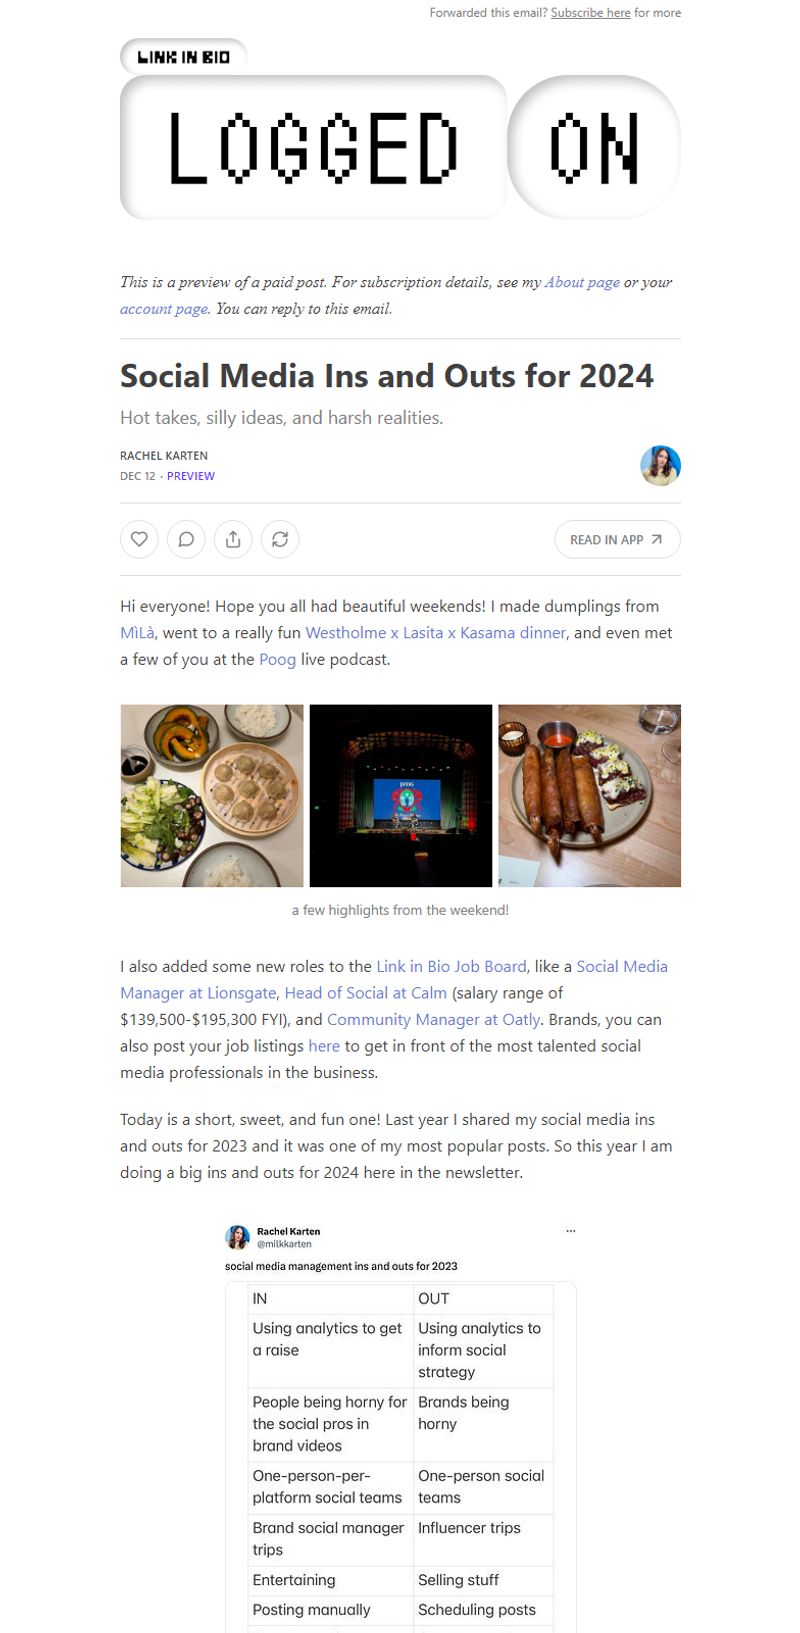 Forwarded this email? Subscribe here for more
LINK IN BIO
LOGGED ON
This is a preview of a paid post. For subscription details, see my About page or your
account page. You can reply to this email.
Social Media Ins and Outs for 2024
Hot takes, silly ideas, and harsh realities.
RACHEL KARTEN
DEC 12 · PREVIEW
READ IN APP
Hi everyone! Hope you all had beautiful weekends! I made dumplings from
MìLà, went to a really fun Westholme x Lasita x Kasama dinner, and even met
a few of you at the Poog live podcast.
POOG
a few highlights from the weekend!
I also added some new roles to the Link in Bio Job Board, like a Social Media
Manager at Lionsgate, Head of Social at Calm (salary range of
$139,500-$195,300 FYI), and Community Manager at Oatly. Brands, you can
also post your job listings here to get in front of the most talented social
media professionals in the business.
Today is a short, sweet, and fun one! Last year I shared my social media ins
and outs for 2023 and it was one of my most popular posts. So this year I am
doing a big ins and outs for 2024 here in the newsletter.
Rachel Karten
@milkkarten
social media management ins and outs for 2023
IN OUT
Using analytics to get Using analytics to
a raise inform social
strategy
People being horny for Brands being
the social pros in horny
brand videos
One-person-per- One-person social
platform social teams teams
Brand social manager Influencer trips
trips
Entertaining Selling stuff
Posting manually Scheduling posts